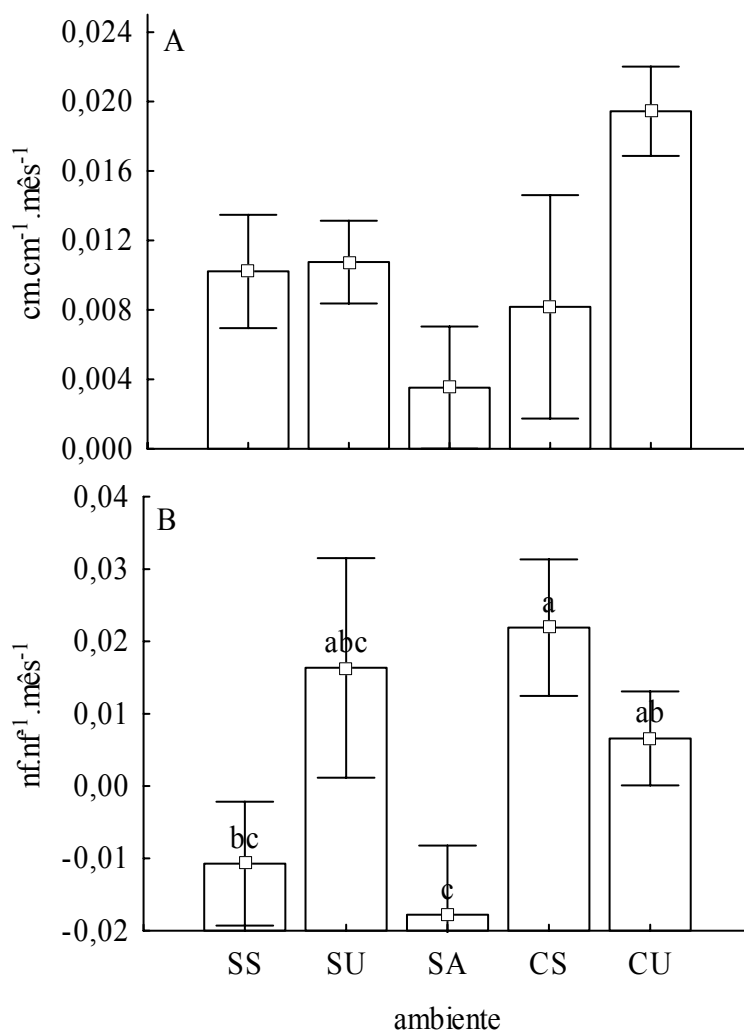 A
0,024
0,020
0,016
0,012
0,008
0,004
0,000
cm.cm⁻¹.mês⁻¹
B
0,04
0,03
0,02
0,01
0,00
-0,01
-0,02
nf.nf⁻¹.mês⁻¹
bc
abc
c
a
ab
SS SU SA CS CU
ambiente